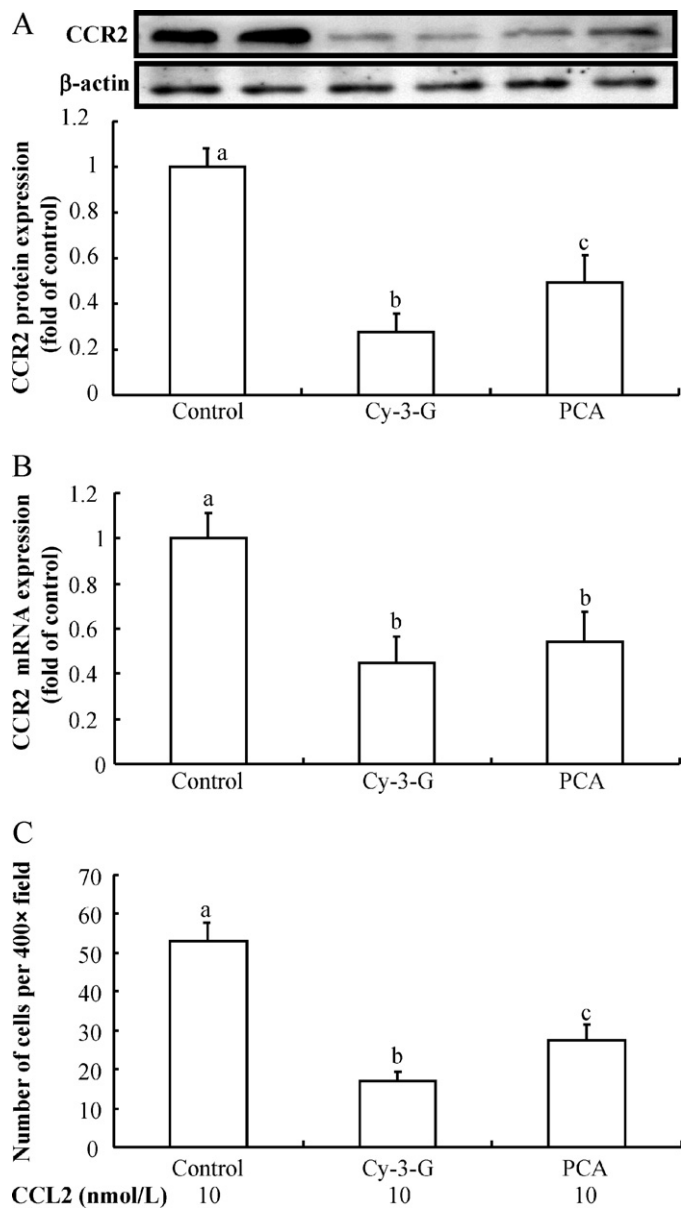 A
CCR2
β-actin
CCR2 protein expression
(fold of control)
1.2
1
0.8
0.6
0.4
0.2
0
a
b
c
Control Cy-3-G PCA
B
CCR2 mRNA expression
(fold of control)
1.2
1
0.8
0.6
0.4
0.2
0
a
b
b
Control Cy-3-G PCA
C
Number of cells per 400× field
70
60
50
40
30
20
10
0
a
b
c
Control Cy-3-G PCA
CCL2 (nmol/L) 10 10 10